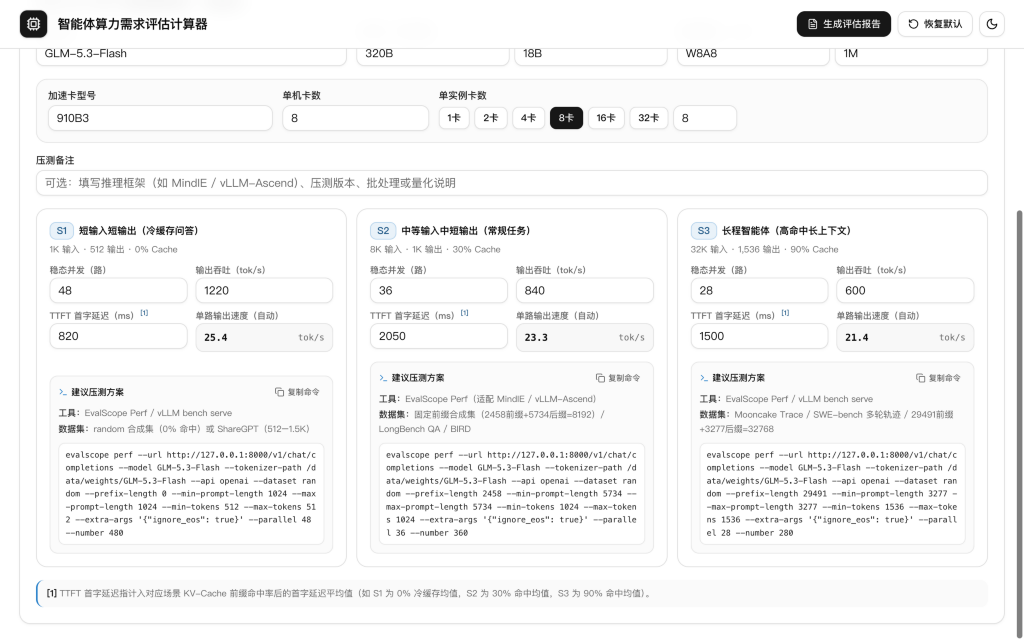 智能体算力需求评估计算器
生成评估报告
恢复默认
GLM-5.3-Flash
320B
18B
W8A8
1M
加速卡型号
单机卡数
单实例卡数
910B3
8
1卡
2卡
4卡
8卡
16卡
32卡
8
压测备注
可选：填写推理框架（如 MindIE / vLLM-Ascend）、压测版本、批处理或量化说明
S1 短输入短输出（冷缓存问答）
1K 输入 · 512 输出 · 0% Cache
稳态并发（路）
输出吞吐（tok/s）
48
1220
TTFT 首字延迟（ms） [1]
单路输出速度（自动）
820
25.4 tok/s
>_ 建议压测方案
复制命令
工具：EvalScope Perf / vLLM bench serve
数据集：random 合成集（0% 命中）或 ShareGPT（512–1.5K）
evalscope perf --url http://127.0.0.1:8000/v1/chat/c
ompletions --model GLM-5.3-Flash --tokenizer-path /d
ata/weights/GLM-5.3-Flash --api openai --dataset ran
dom --prefix-length 0 --min-prompt-length 1024 --max
-prompt-length 1024 --min-tokens 512 --max-tokens 51
2 --extra-args '{"ignore_eos": true}' --parallel 48
--number 480
S2 中等输入中短输出（常规任务）
8K 输入 · 1K 输出 · 30% Cache
稳态并发（路）
输出吞吐（tok/s）
36
840
TTFT 首字延迟（ms） [1]
单路输出速度（自动）
2050
23.3 tok/s
>_ 建议压测方案
复制命令
工具：EvalScope Perf（适配 MindIE / vLLM-Ascend）
数据集：固定前缀合成集（2458前缀+5734后缀=8192）/
LongBench QA / BIRD
evalscope perf --url http://127.0.0.1:8000/v1/chat/c
ompletions --model GLM-5.3-Flash --tokenizer-path /d
ata/weights/GLM-5.3-Flash --api openai --dataset ran
dom --prefix-length 2458 --min-prompt-length 5734 --
max-prompt-length 5734 --min-tokens 1024 --max-token
s 1024 --extra-args '{"ignore_eos": true}' --paralle
l 36 --number 360
S3 长程智能体（高命中长上下文）
32K 输入 · 1,536 输出 · 90% Cache
稳态并发（路）
输出吞吐（tok/s）
28
600
TTFT 首字延迟（ms） [1]
单路输出速度（自动）
1500
21.4 tok/s
>_ 建议压测方案
复制命令
工具：EvalScope Perf / vLLM bench serve
数据集：Mooncake Trace / SWE-bench 多轮轨迹 / 29491前缀
+3277后缀=32768
evalscope perf --url http://127.0.0.1:8000/v1/chat/c
ompletions --model GLM-5.3-Flash --tokenizer-path /d
ata/weights/GLM-5.3-Flash --api openai --dataset ran
dom --prefix-length 29491 --min-prompt-length 3277 -
-max-prompt-length 3277 --min-tokens 1536 --max-toke
ns 1536 --extra-args '{"ignore_eos": true}' --parall
el 28 --number 280
[1] TTFT 首字延迟指计入对应场景 KV-Cache 前缀命中率后的首字延迟平均值（如 S1 为 0% 冷缓存均值，S2 为 30% 命中均值，S3 为 90% 命中均值）。